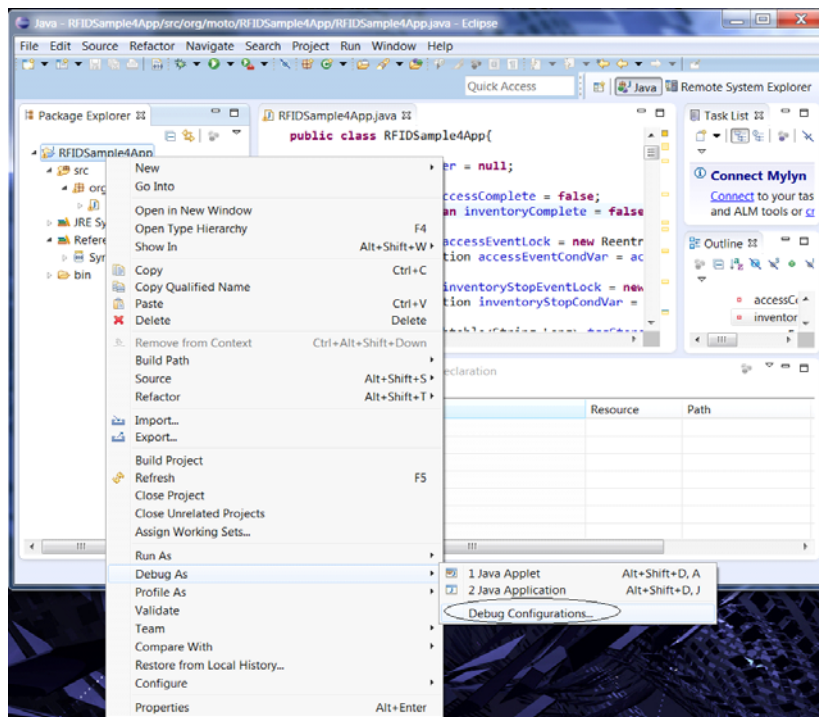 Java - RFIDSample4App/src/org/moto/RFIDSample4App/RFIDSample4App.java - Eclipse
File Edit Source Refactor Navigate Search Project Run Window Help
Quick Access
Java
Remote System Explorer
Package Explorer
RFIDSample4App
src
org
JRE Sy
Refere
Syr
bin
RFIDSample4App.java
public class RFIDSample4App{
er = null;
ccessComplete = false;
an inventoryComplete = false
accessEventLock = new Reentr
tion accessEventCondVar = ac
inventoryStopEventLock = new
tion inventoryStopCondVar =
Task List
Connect Mylyn
Connect to your tas
and ALM tools or cr
Outline
accessCo
inventor
eclaration
Resource Path
New
Go Into
Open in New Window
Open Type Hierarchy F4
Show In Alt+Shift+W
Copy Ctrl+C
Copy Qualified Name
Paste Ctrl+V
Delete Delete
Remove from Context Ctrl+Alt+Shift+Down
Build Path
Source Alt+Shift+S
Refactor Alt+Shift+T
Import...
Export...
Build Project
Refresh F5
Close Project
Close Unrelated Projects
Assign Working Sets...
Run As
Debug As
Profile As
Validate
Team
Compare With
Restore from Local History...
Configure
Properties Alt+Enter
1 Java Applet Alt+Shift+D, A
2 Java Application Alt+Shift+D, J
Debug Configurations...